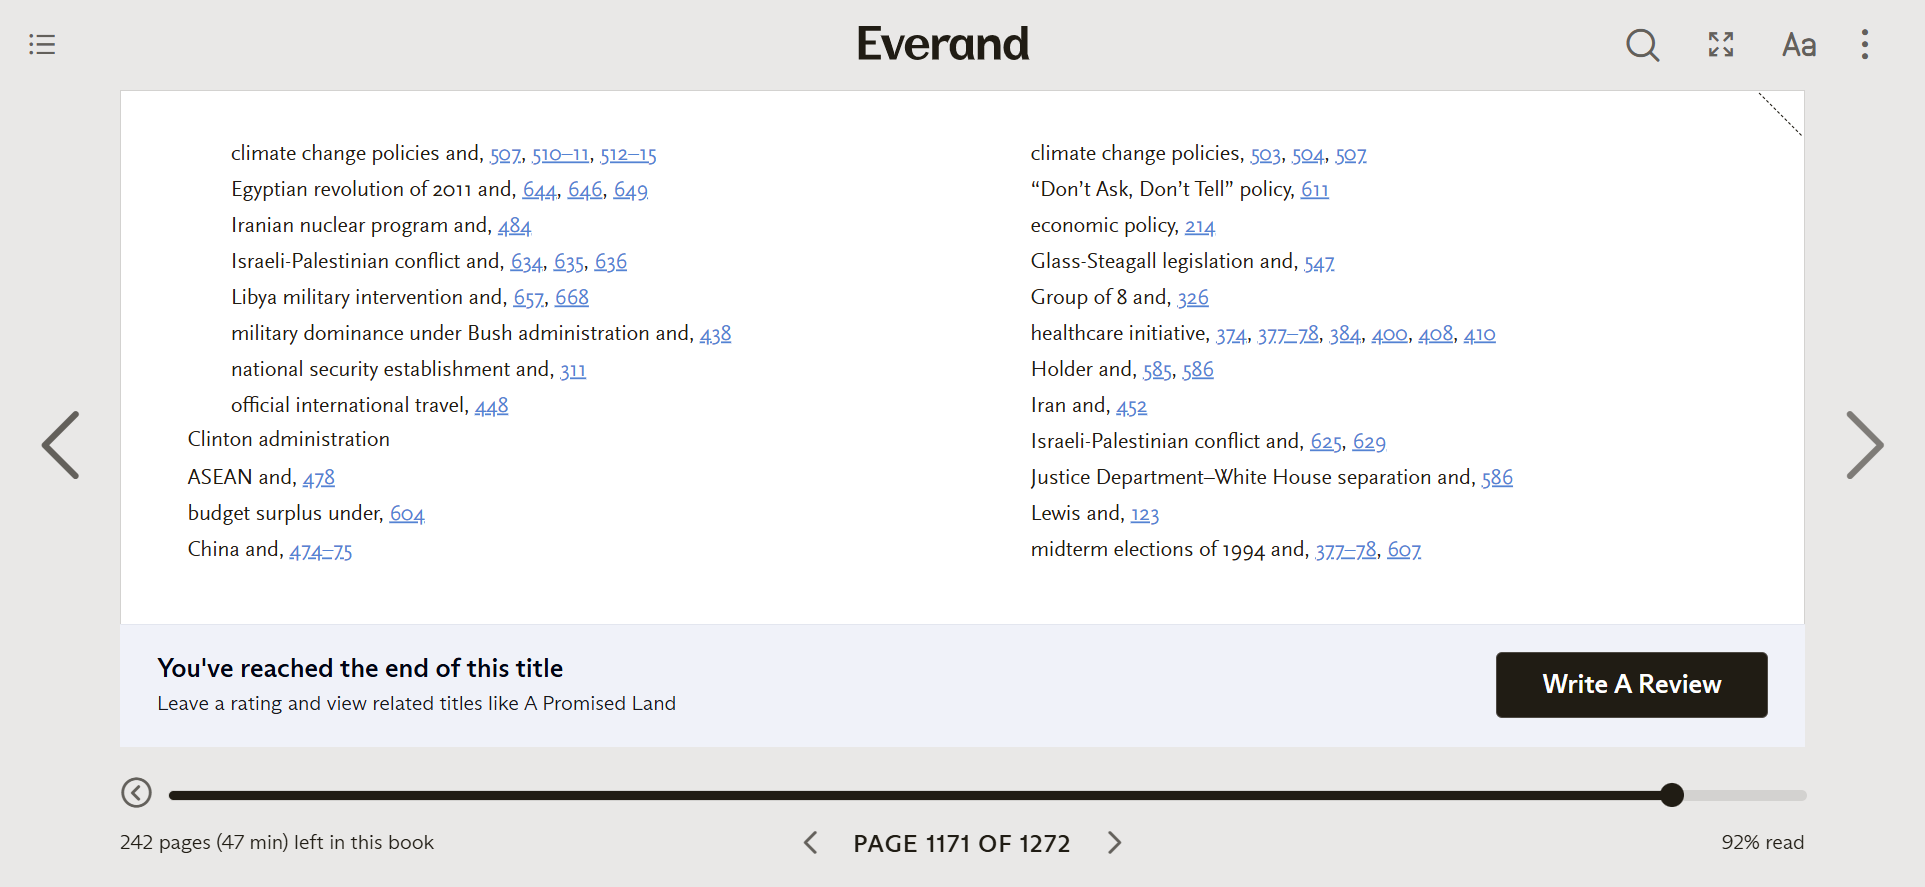 Everand
Aa
climate change policies and, 507, 510–11, 512–15
Egyptian revolution of 2011 and, 644, 646, 649
Iranian nuclear program and, 484
Israeli-Palestinian conflict and, 634, 635, 636
Libya military intervention and, 657, 668
military dominance under Bush administration and, 438
national security establishment and, 311
official international travel, 448
Clinton administration
ASEAN and, 478
budget surplus under, 604
China and, 474–75
climate change policies, 503, 504, 507
“Don’t Ask, Don’t Tell” policy, 611
economic policy, 214
Glass-Steagall legislation and, 547
Group of 8 and, 326
healthcare initiative, 374, 377–78, 384, 400, 408, 410
Holder and, 585, 586
Iran and, 452
Israeli-Palestinian conflict and, 625, 629
Justice Department–White House separation and, 586
Lewis and, 123
midterm elections of 1994 and, 377–78, 607
You've reached the end of this title
Leave a rating and view related titles like A Promised Land
Write A Review
242 pages (47 min) left in this book
PAGE 1171 OF 1272
92% read